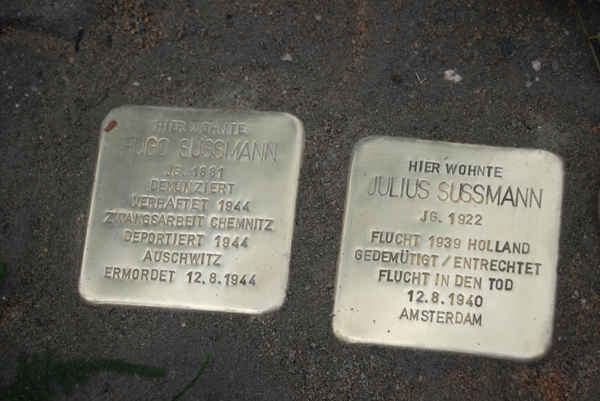 HIER WOHNTE
HUGO SUSSMANN
JG. 1881
DENUNZIERT
VERHAFTET 1944
ZWANGSARBEIT CHEMNITZ
DEPORTIERT 1944
AUSCHWITZ
ERMORDET 12.8.1944
HIER WOHNTE
JULIUS SUSSMANN
JG. 1922
FLUCHT 1939 HOLLAND
GEDEMÜTIGT / ENTRECHTET
FLUCHT IN DEN TOD
12.8.1940
AMSTERDAM